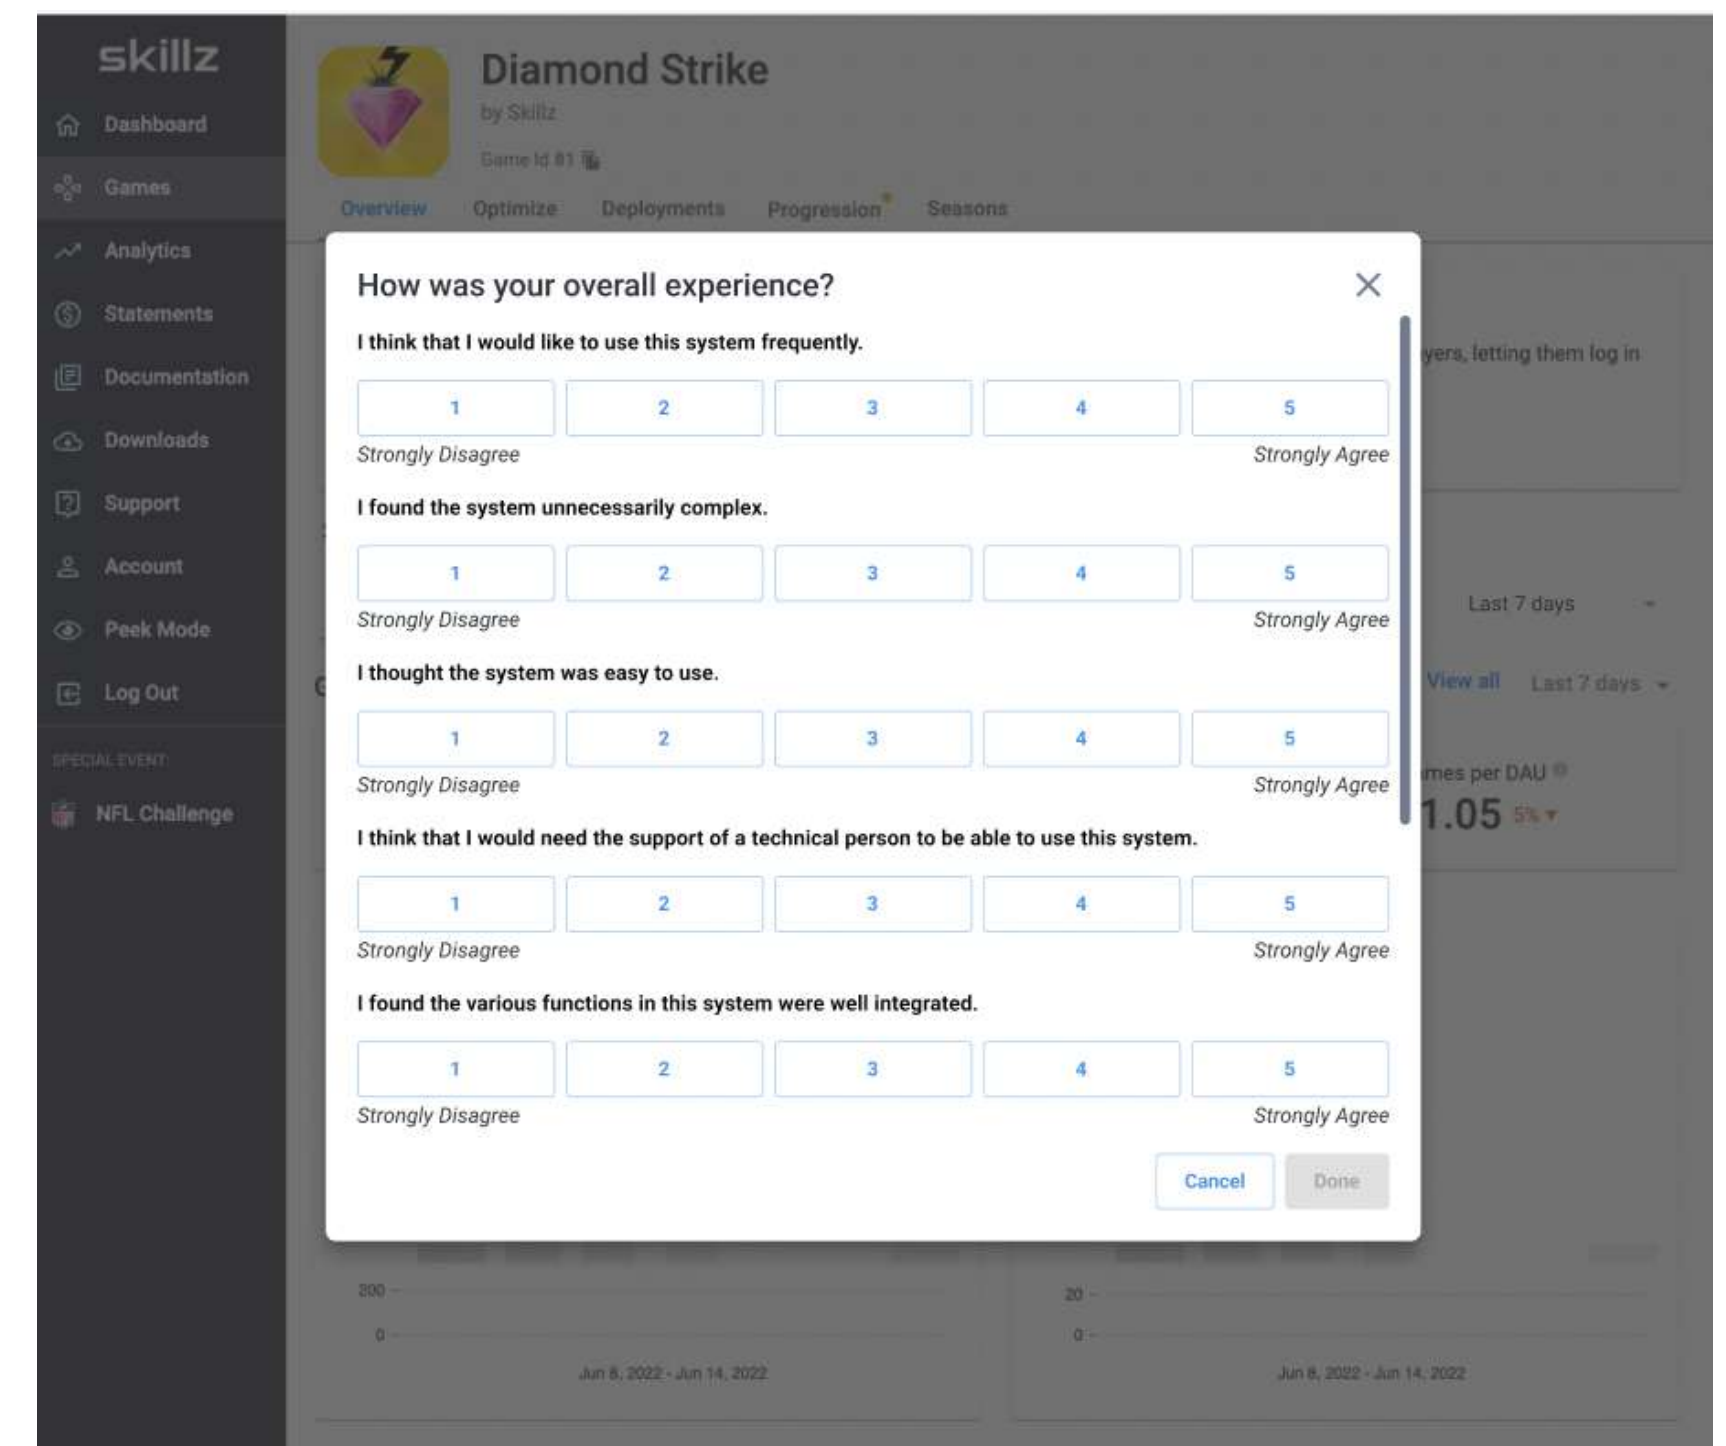 skillz
Dashboard
Games
Analytics
Statements
Documentation
Downloads
Support
Account
Peek Mode
Log Out
SPECIAL EVENT:
NFL Challenge
Diamond Strike
by Skillz
Game Id 81
Overview Optimize Deployments Progression Seasons
How was your overall experience?
I think that I would like to use this system frequently.
1 2 3 4 5
Strongly Disagree Strongly Agree
I found the system unnecessarily complex.
1 2 3 4 5
Strongly Disagree Strongly Agree
I thought the system was easy to use.
1 2 3 4 5
Strongly Disagree Strongly Agree
I think that I would need the support of a technical person to be able to use this system.
1 2 3 4 5
Strongly Disagree Strongly Agree
I found the various functions in this system were well integrated.
1 2 3 4 5
Strongly Disagree Strongly Agree
Cancel Done
yers, letting them log in
Last 7 days
View all Last 7 days
mes per DAU
1.05 5%
0
Jun 8, 2022 - Jun 14, 2022
20
0
Jun 8, 2022 - Jun 14, 2022